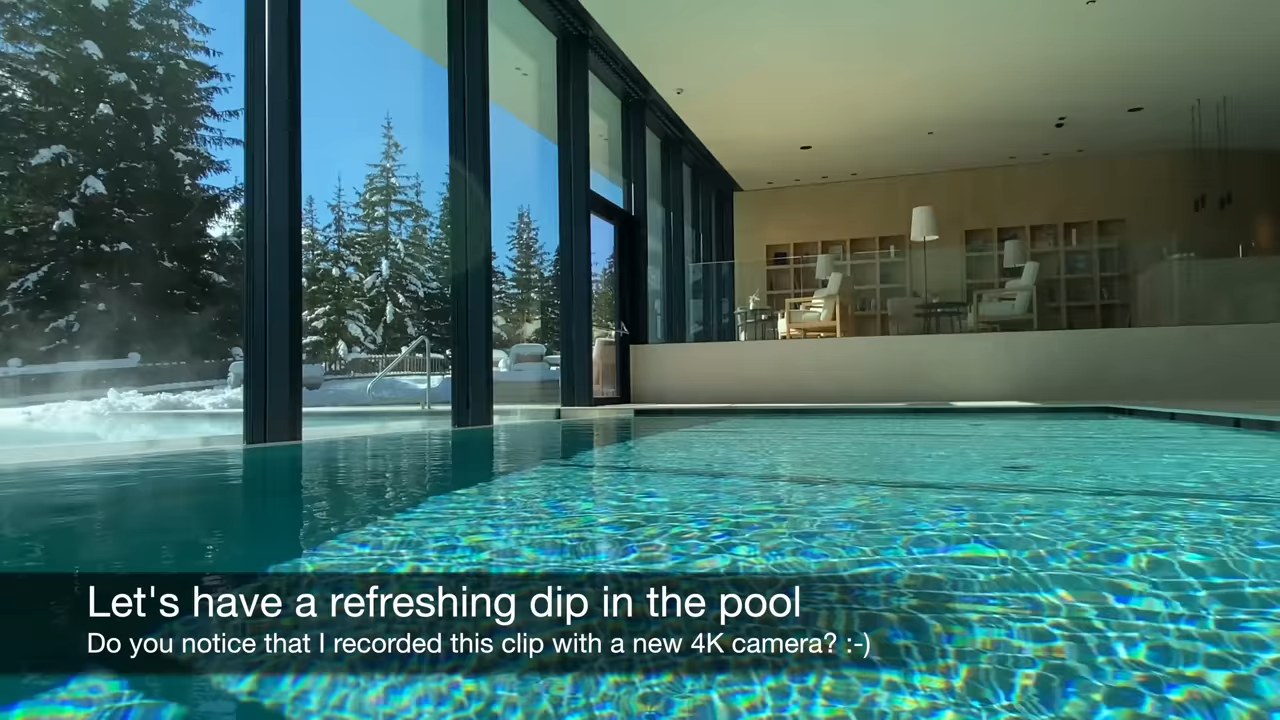 Let's have a refreshing dip in the pool
Do you notice that I recorded this clip with a new 4K camera? :-)